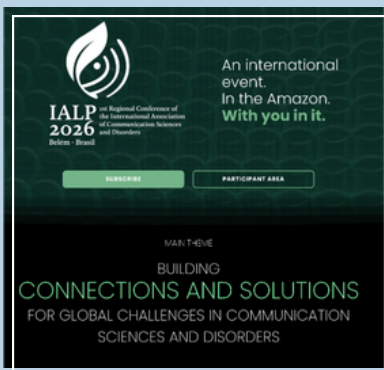 IALP
2026
Belém - Brasil
1st Regional Conference of
the International Association
of Communication Sciences
and Disorders
An international
event.
In the Amazon.
With you in it.
SUBSCRIBE
PARTICIPANT AREA
MAIN THEME
BUILDING
CONNECTIONS AND SOLUTIONS
FOR GLOBAL CHALLENGES IN COMMUNICATION
SCIENCES AND DISORDERS